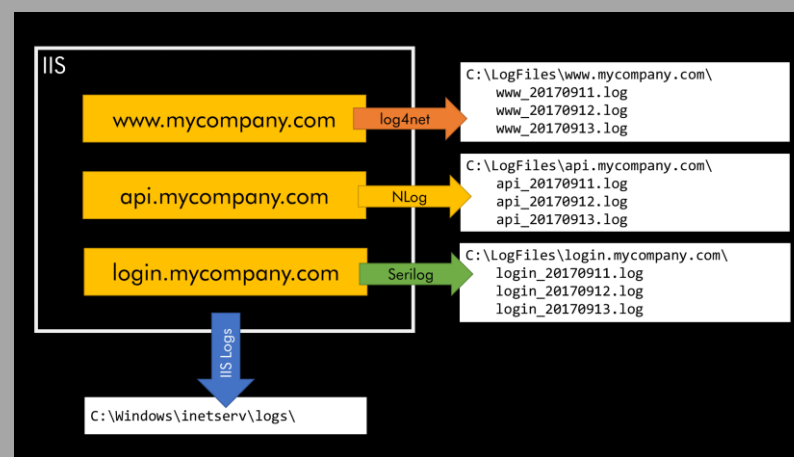 IIS
www.mycompany.com
log4net
C:\LogFiles\www.mycompany.com\
www_20170911.log
www_20170912.log
www_20170913.log
api.mycompany.com
NLog
C:\LogFiles\api.mycompany.com\
api_20170911.log
api_20170912.log
api_20170913.log
login.mycompany.com
Serilog
C:\LogFiles\login.mycompany.com\
login_20170911.log
login_20170912.log
login_20170913.log
IIS Logs
C:\Windows\inetserv\logs\